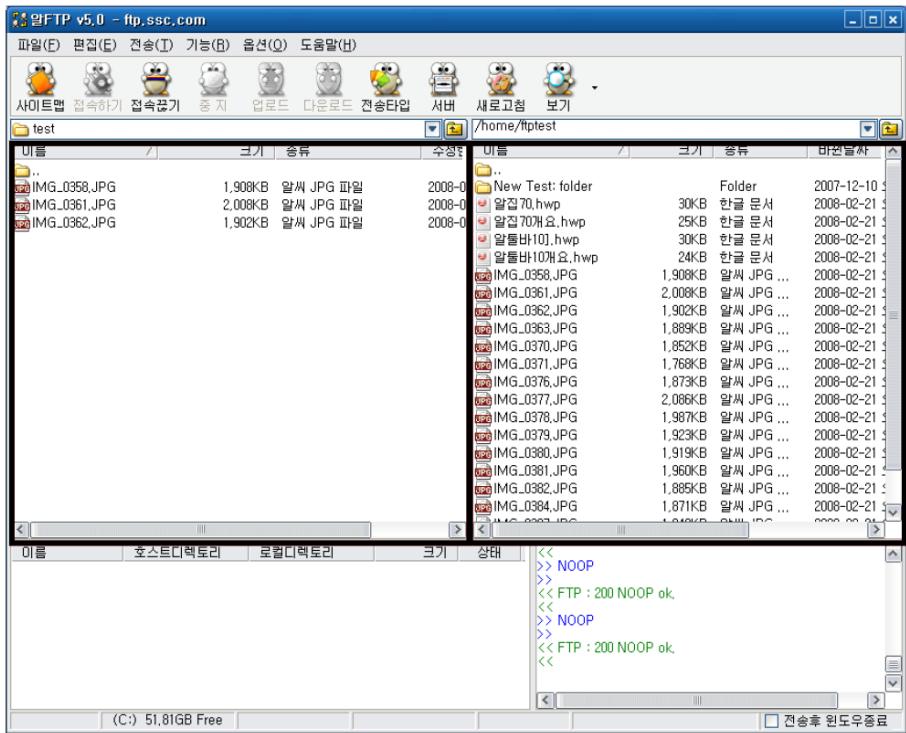 알FTP v5.0 - ftp.ssc.com
파일(F) 편집(E) 전송(T) 기능(R) 옵션(O) 도움말(H)
사이트맵 접속하기 접속끊기 중 지 업로드 다운로드 전송타입 서버 새로고침 보기
test
/home/ftptest
이름 크기 종류 수정
..
IMG_0358.JPG 1,908KB 알씨 JPG 파일 2008-0
IMG_0361.JPG 2,008KB 알씨 JPG 파일 2008-0
IMG_0362.JPG 1,902KB 알씨 JPG 파일 2008-0
이름 크기 종류 바뀐날짜
..
New Test: folder Folder 2007-12-10
알집70.hwp 30KB 한글 문서 2008-02-21
알집70개요.hwp 25KB 한글 문서 2008-02-21
알툴바10].hwp 30KB 한글 문서 2008-02-21
알툴바10개요.hwp 24KB 한글 문서 2008-02-21
IMG_0358.JPG 1,908KB 알씨 JPG ... 2008-02-21
IMG_0361.JPG 2,008KB 알씨 JPG ... 2008-02-21
IMG_0362.JPG 1,902KB 알씨 JPG ... 2008-02-21
IMG_0363.JPG 1,889KB 알씨 JPG ... 2008-02-21
IMG_0370.JPG 1,852KB 알씨 JPG ... 2008-02-21
IMG_0371.JPG 1,768KB 알씨 JPG ... 2008-02-21
IMG_0376.JPG 1,873KB 알씨 JPG ... 2008-02-21
IMG_0377.JPG 2,086KB 알씨 JPG ... 2008-02-21
IMG_0378.JPG 1,987KB 알씨 JPG ... 2008-02-21
IMG_0379.JPG 1,923KB 알씨 JPG ... 2008-02-21
IMG_0380.JPG 1,919KB 알씨 JPG ... 2008-02-21
IMG_0381.JPG 1,960KB 알씨 JPG ... 2008-02-21
IMG_0382.JPG 1,885KB 알씨 JPG ... 2008-02-21
IMG_0384.JPG 1,871KB 알씨 JPG ... 2008-02-21
이름 호스트디렉토리 로컬디렉토리 크기 상태
<<
>> NOOP
>>
<< FTP : 200 NOOP ok.
<<
>> NOOP
>>
<< FTP : 200 NOOP ok.
<<
(C:) 51.81GB Free
전송후 윈도우종료